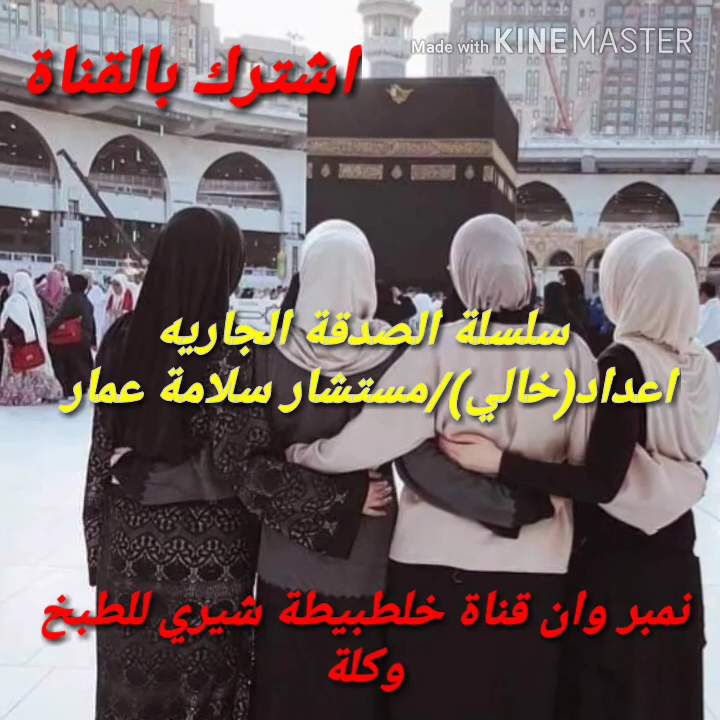 Made with KINEMASTER
اشترك بالقناة
سلسلة الصدقة الجاريه
اعداد(خالي)/مستشار سلامة عمار
نمبر وان قناة خلطبيطة شيري للطبخ
وكلة